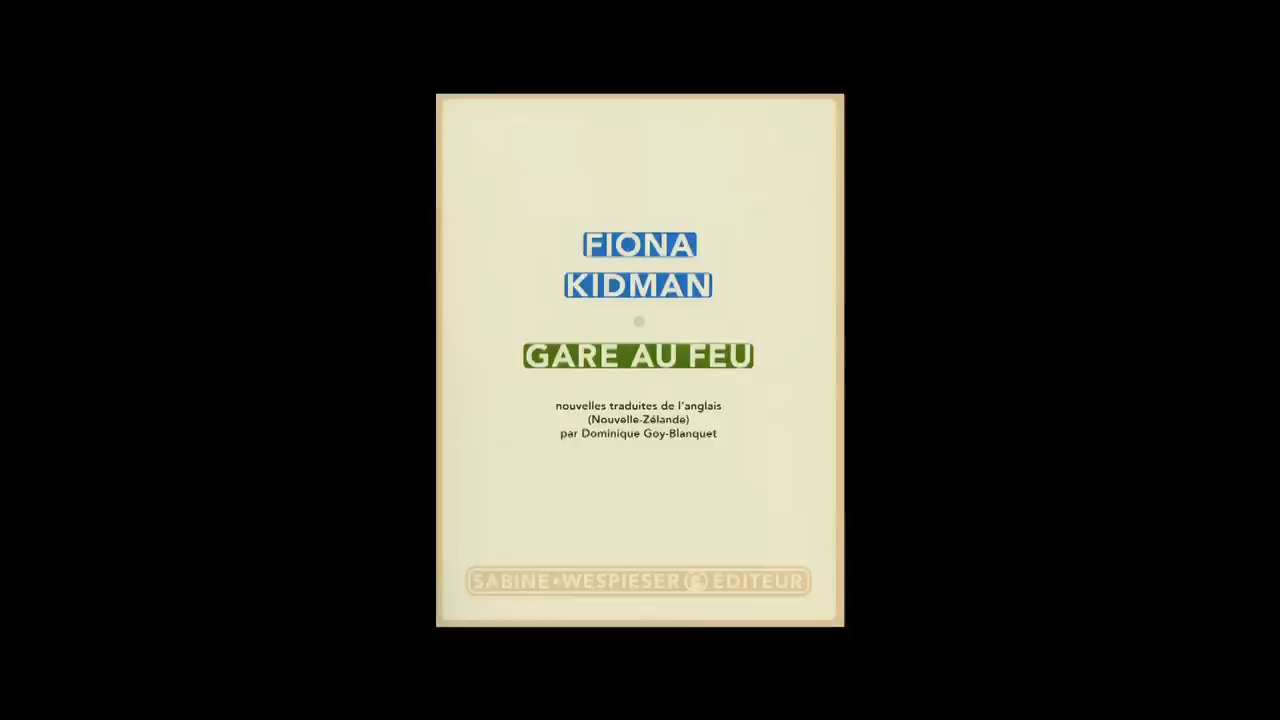 FIONA
KIDMAN
GARE AU FEU
nouvelles traduites de l'anglais
(Nouvelle-Zélande)
par Dominique Goy-Blanquet
SABINE•WESPIESER ÉDITEUR